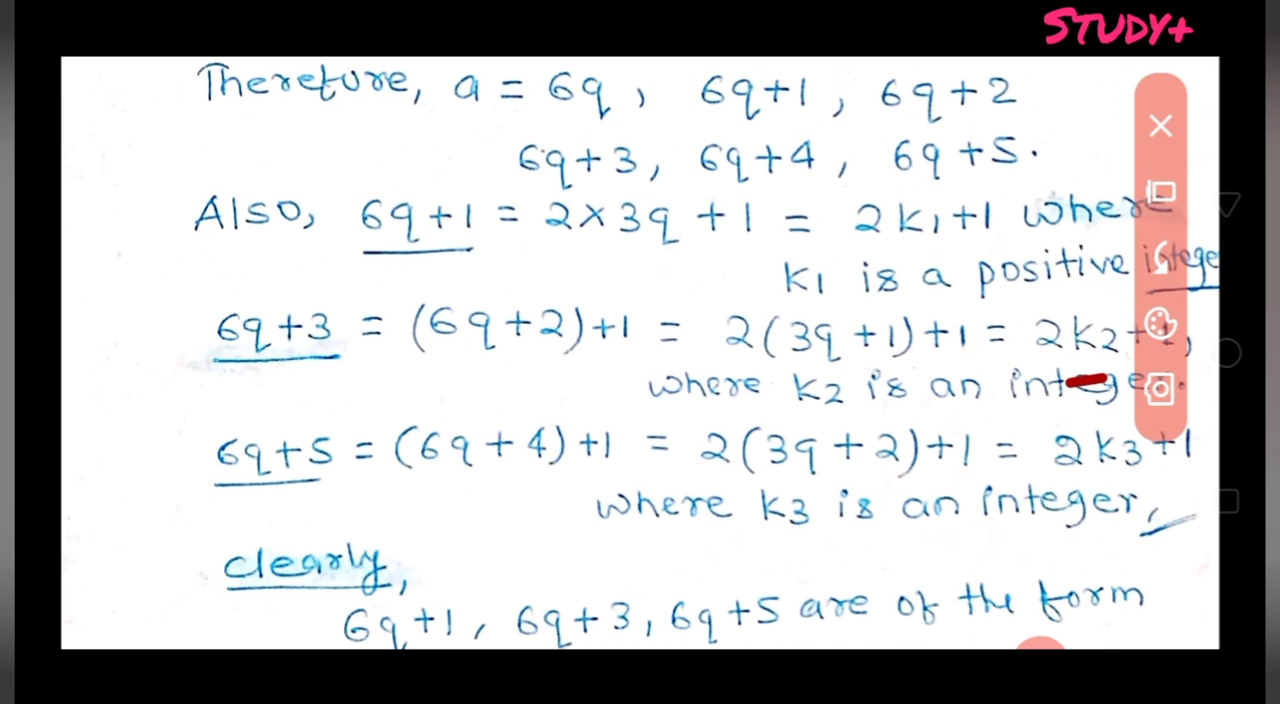 STUDY+
Therefore, a = 6q, 6q+1, 6q+2
6q+3, 6q+4, 6q+5.
Also, 6q+1 = 2×3q+1 = 2k1+1 where
k1 is a positive intege
6q+3 = (6q+2)+1 = 2(3q+1)+1 = 2k2+1,
where k2 is an integer.
6q+5 = (6q+4)+1 = 2(3q+2)+1 = 2k3+1
where k3 is an integer,
clearly,
6q+1, 6q+3, 6q+5 are of the form